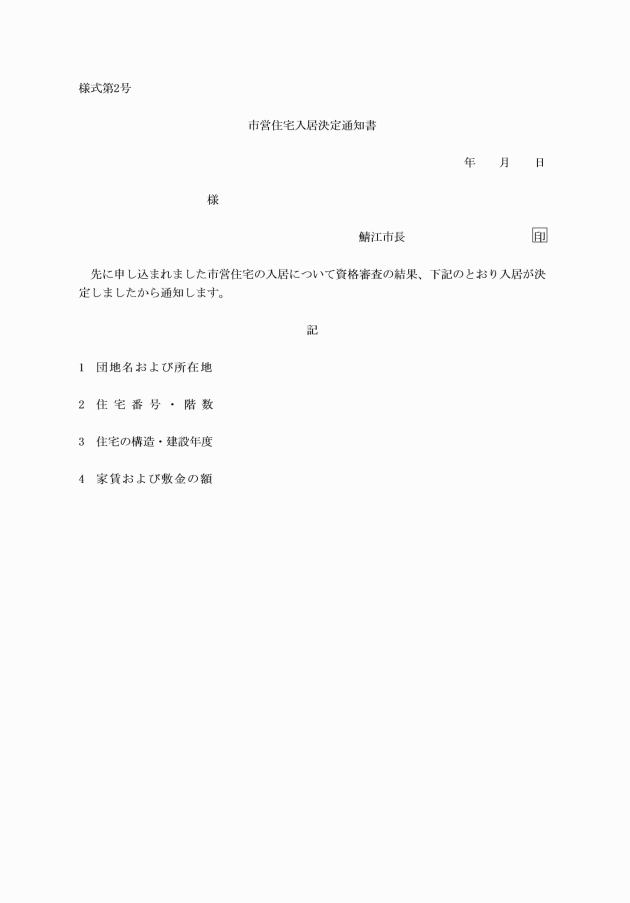 様式第2号
市営住宅入居決定通知書
年　　月　　日
様
鯖江市長　　　　　　　　　　　印
　先に申し込まれました市営住宅の入居について資格審査の結果、下記のとおり入居が決
定しましたから通知します。
記
1　団地名および所在地
2　住宅番号・階数
3　住宅の構造・建設年度
4　家賃および敷金の額